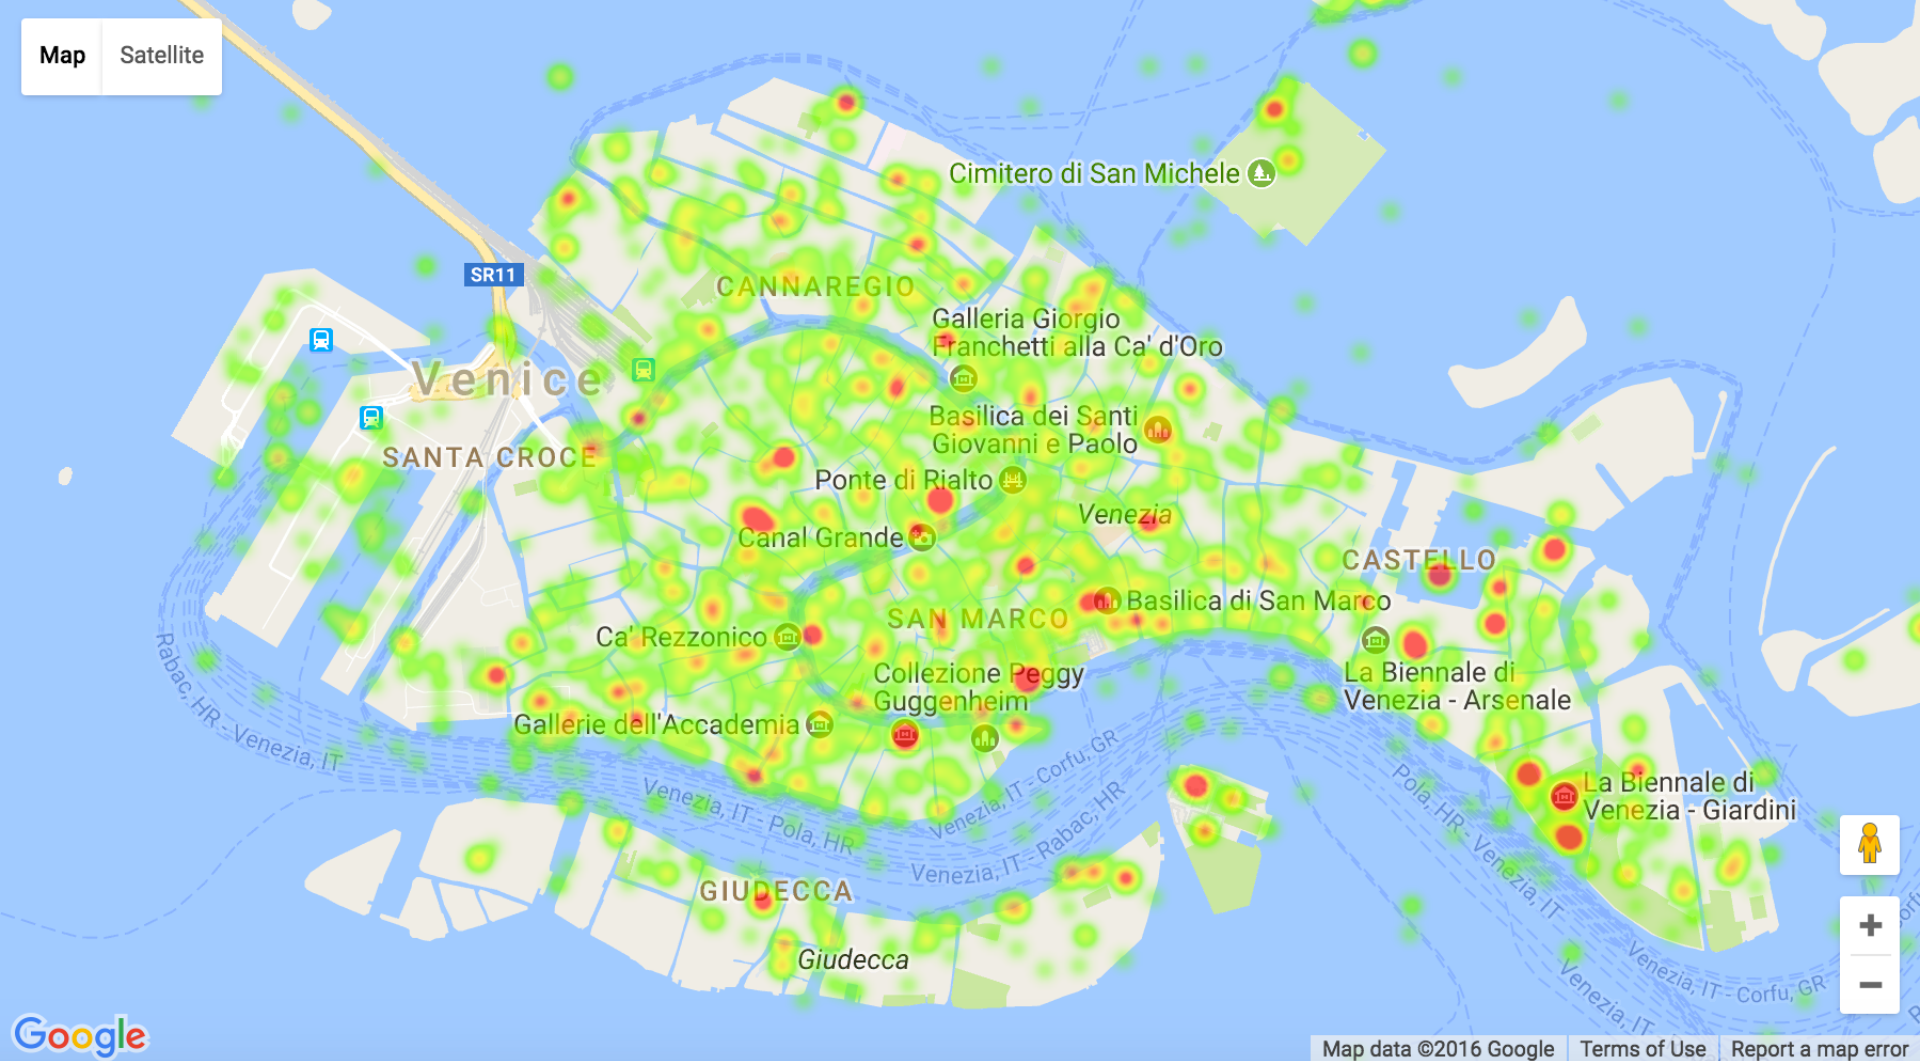 Map Satellite
Cimitero di San Michele
SR11
CANNAREGIO
Galleria Giorgio
Franchetti alla Ca' d'Oro
Venice
Basilica dei Santi
Giovanni e Paolo
SANTA CROCE
Ponte di Rialto
Venezia
Canal Grande
CASTELLO
Basilica di San Marco
SAN MARCO
Ca' Rezzonico
Rabac, HR - Venezia, IT
Collezione Peggy
Guggenheim
La Biennale di
Venezia - Arsenale
Gallerie dell'Accademia
Venezia, IT - Pola, HR
Venezia, IT - Corfu, GR
Venezia, IT - Rabac, HR
Pola, HR - Venezia, IT
La Biennale di
Venezia - Giardini
GIUDECCA
Giudecca
Venezia, IT - Corfu, GR
Venezia, IT
Google
Map data ©2016 Google Terms of Use Report a map error